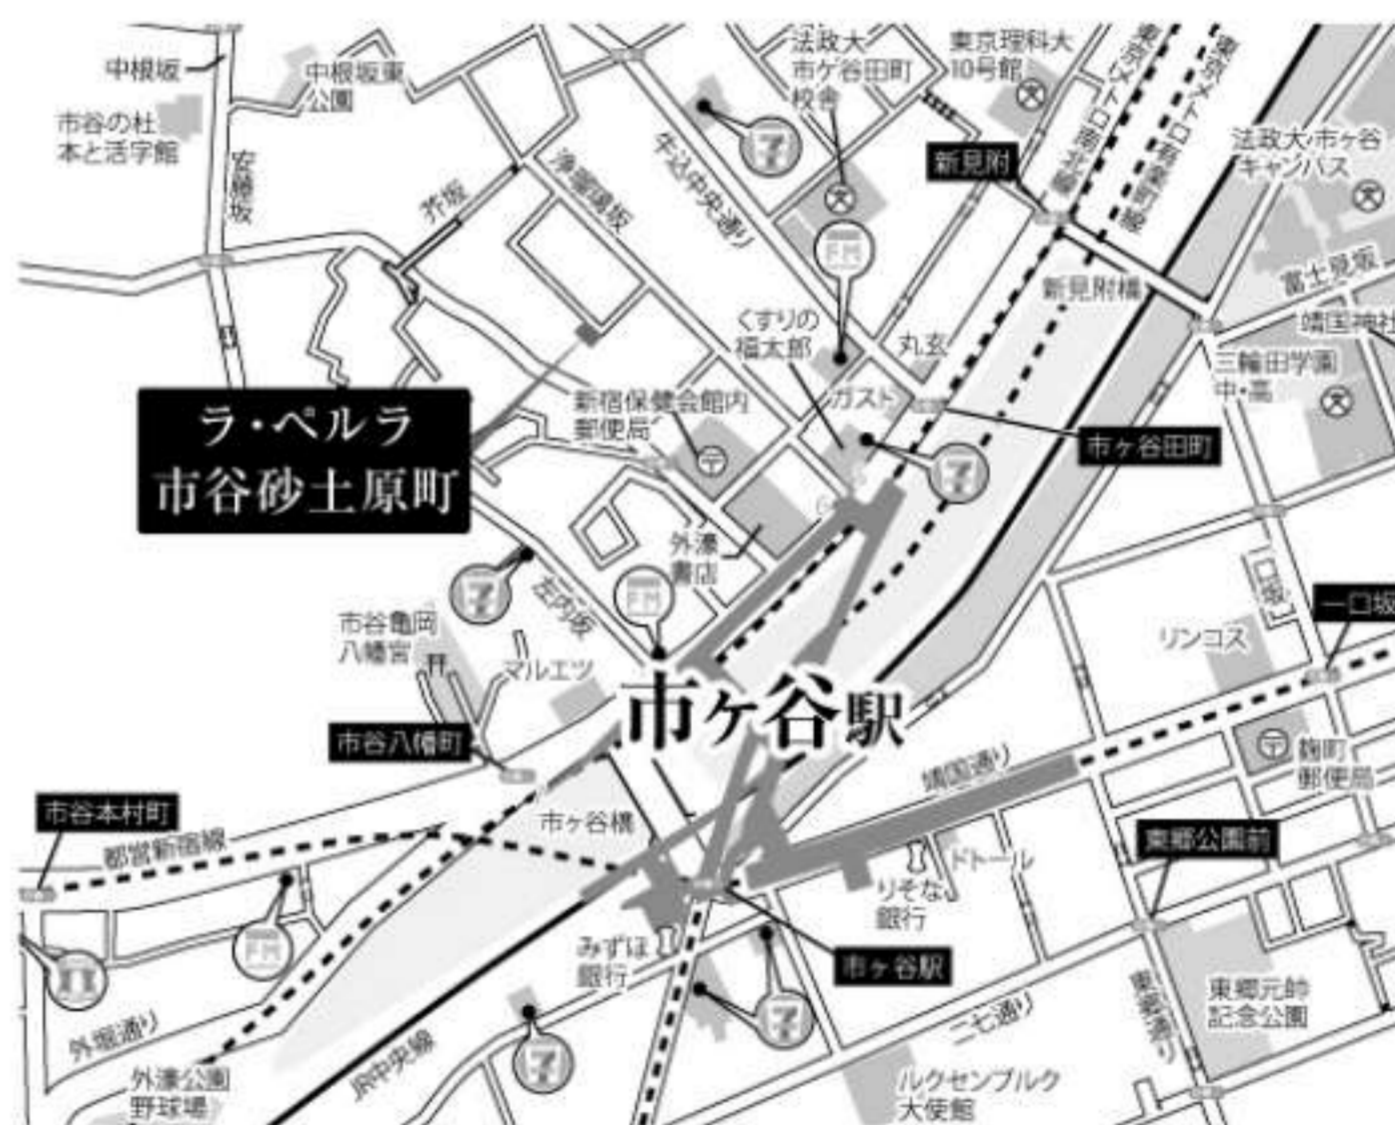 中根坂
中根坂東
公園
市谷の杜
本と活字館
安藤坂
芥坂
浄瑠璃坂
牛込中央通り
法政大
市ケ谷田町
校舎
東京理科大
10号館
東京メトロ南北線
東京メトロ有楽町線
新見附
法政大・市ヶ谷
キャンパス
新見附橋
富士見坂
靖国神社
三輪田学園
中・高
くすりの
福太郎
丸玄
ガスト
FM
新宿保健会館内
郵便局
市ヶ谷田町
ラ・ペルラ
市谷砂土原町
外濠
書店
左内坂
FM
市谷亀岡
八幡宮
マルエツ
市谷八幡町
市ヶ谷駅
一口坂
一口坂
リンコス
麹町
郵便局
靖国通り
市谷本村町
都営新宿線
市ヶ谷橋
ドトール
りそな
銀行
東郷公園前
FM
みずほ
銀行
市ヶ谷駅
外堀通り
JR中央線
二七通り
東郷通り
東郷元帥
記念公園
外濠公園
野球場
ルクセンブルク
大使館